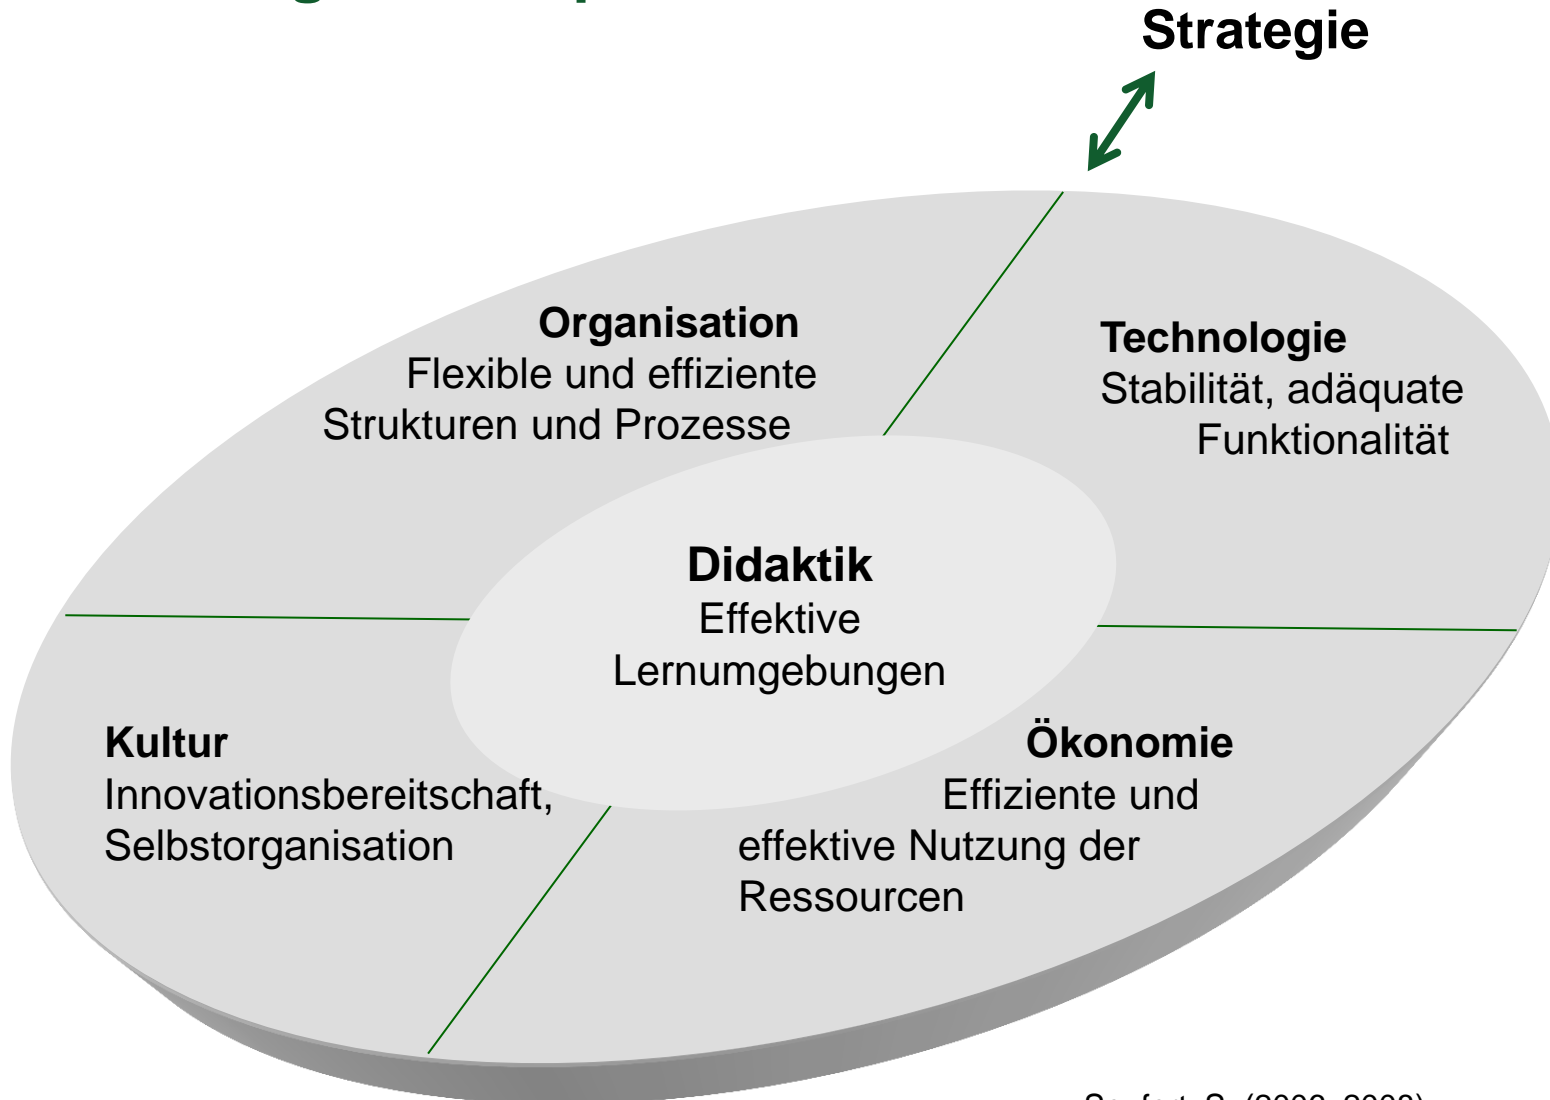 Strategie
Organisation
Flexible und effiziente
Strukturen und Prozesse
Technologie
Stabilität, adäquate
Funktionalität
Didaktik
Effektive
Lernumgebungen
Kultur
Innovationsbereitschaft,
Selbstorganisation
Ökonomie
Effiziente und
effektive Nutzung der
Ressourcen